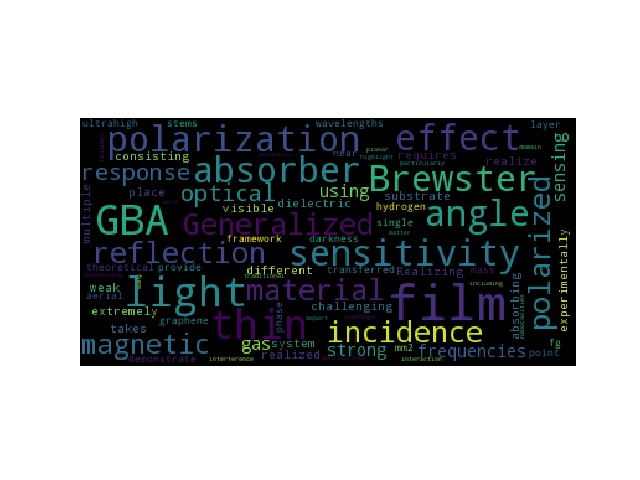 ultrahigh stems wavelengths layer
polarization effect
consisting near requires realize
response absorber Brewster sensing
place optical using substrate
multiple visible dielectric hydrogen
GBA Generalized single angle polarized
framework darkness
reflection sensitivity
theoretical provide different transferred Realizing mass
weak light material film
aerial including
extremely phase challenging absorbing experimentally
graphene thin incidence
takes
magnetic gas system strong mm2 frequencies fg
demonstrate realized point
interference interaction